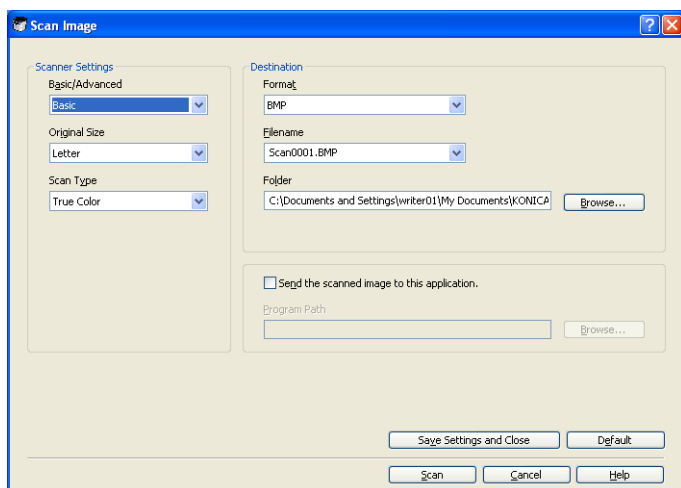 Scan Image
Scanner Settings
Basic/Advanced
Basic
Original Size
Letter
Scan Type
True Color
Destination
Format
BMP
Filename
Scan0001.BMP
Folder
C:\Documents and Settings\writer01\My Documents\KONICA
Browse...
Send the scanned image to this application.
Program Path
Browse...
Save Settings and Close
Default
Scan
Cancel
Help